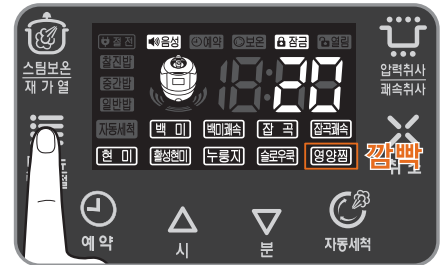 절전 음성 예약 보온 잠금 열림
찰진밥
중간밥
일반밥
20
자동세척 백미 백미쾌속 잡곡 잡곡쾌속
현미 활성현미 누룽지 슬로우쿡 영양찜
깜빡
스팀보온
재가열
압력취사
쾌속취사
취소
예약
시
분
자동세척